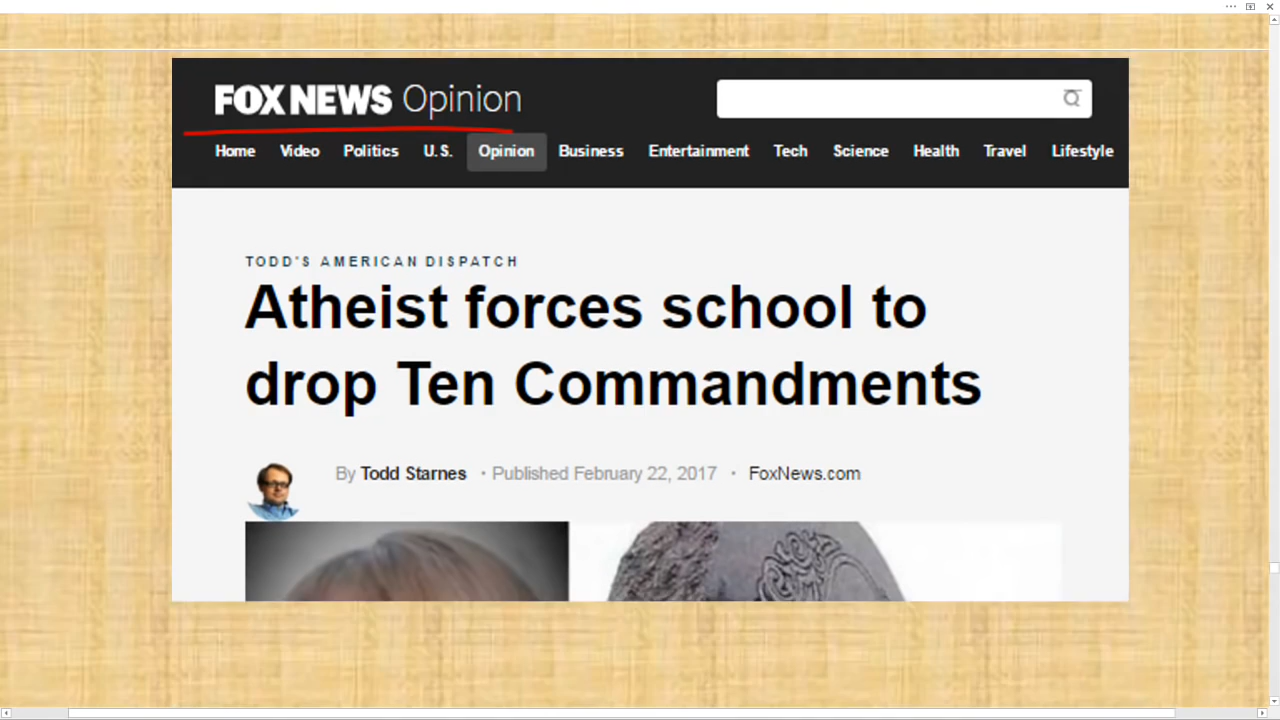 FOX NEWS Opinion
Home Video Politics U.S. Opinion Business Entertainment Tech Science Health Travel Lifestyle
TODD'S AMERICAN DISPATCH
Atheist forces school to
drop Ten Commandments
By Todd Starnes · Published February 22, 2017 · FoxNews.com